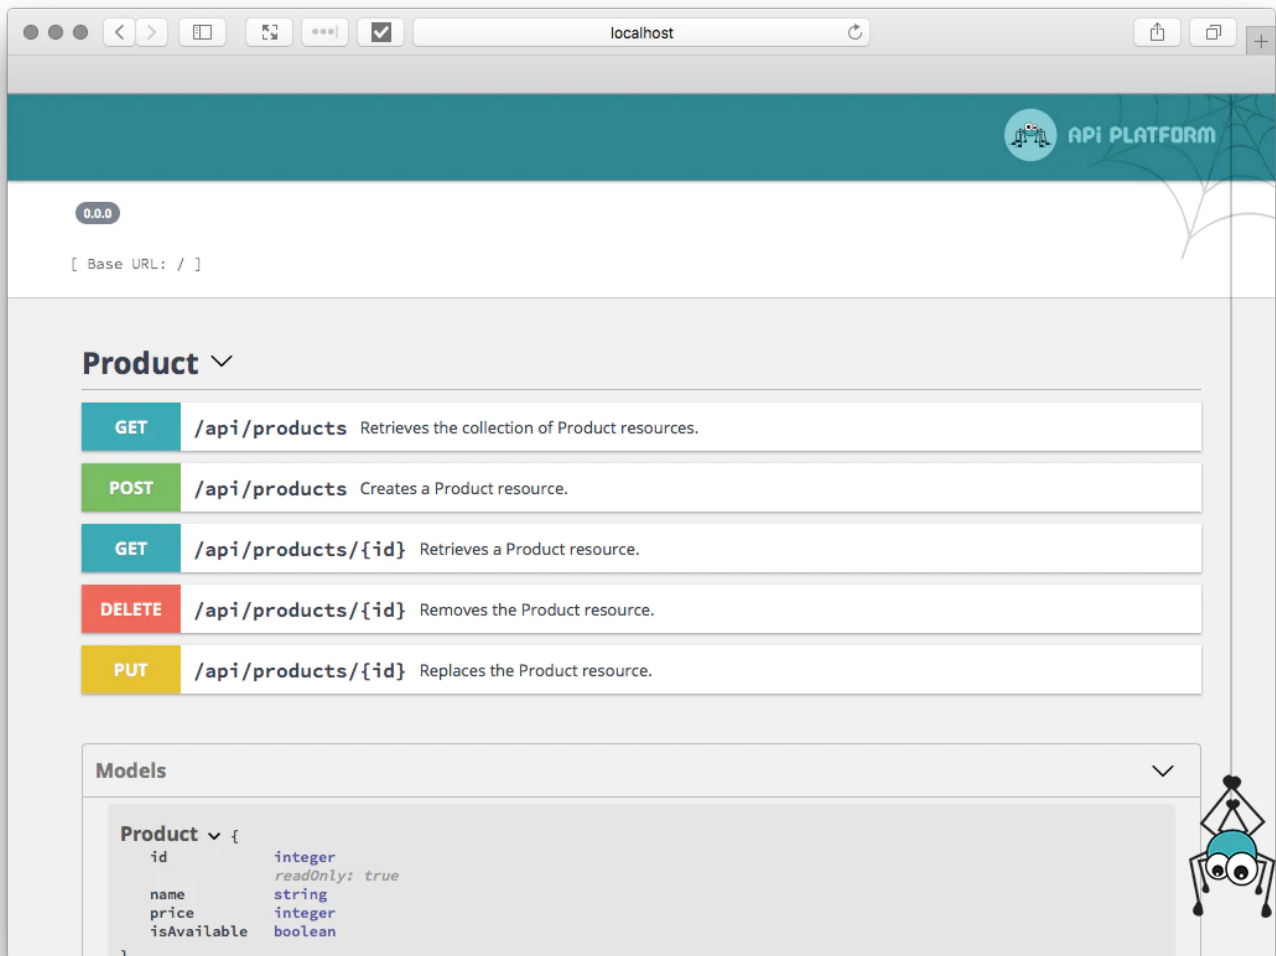 localhost
APi PLATFORM
0.0.0
[ Base URL: / ]
Product
GET /api/products Retrieves the collection of Product resources.
POST /api/products Creates a Product resource.
GET /api/products/{id} Retrieves a Product resource.
DELETE /api/products/{id} Removes the Product resource.
PUT /api/products/{id} Replaces the Product resource.
Models
Product {
id integer
readOnly: true
name string
price integer
isAvailable boolean
}